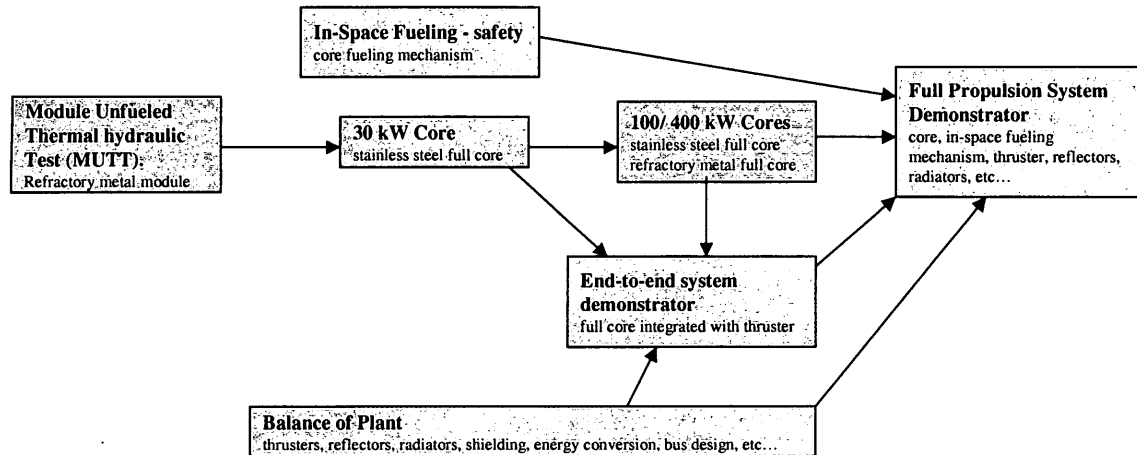 In-Space Fueling - safety
core fueling mechanism
Module Unfueled
Thermal hydraulic
Test (MUTT):
Refractory metal module
30 kW Core
stainless steel full core
100/ 400 kW Cores
stainless steel full core
refractory metal full core
Full Propulsion System
Demonstrator
core, in-space fueling
mechanism, thruster, reflectors,
radiators, etc…
End-to-end system
demonstrator
full core integrated with thruster
Balance of Plant
thrusters, reflectors, radiators, shielding, energy conversion, bus design, etc…